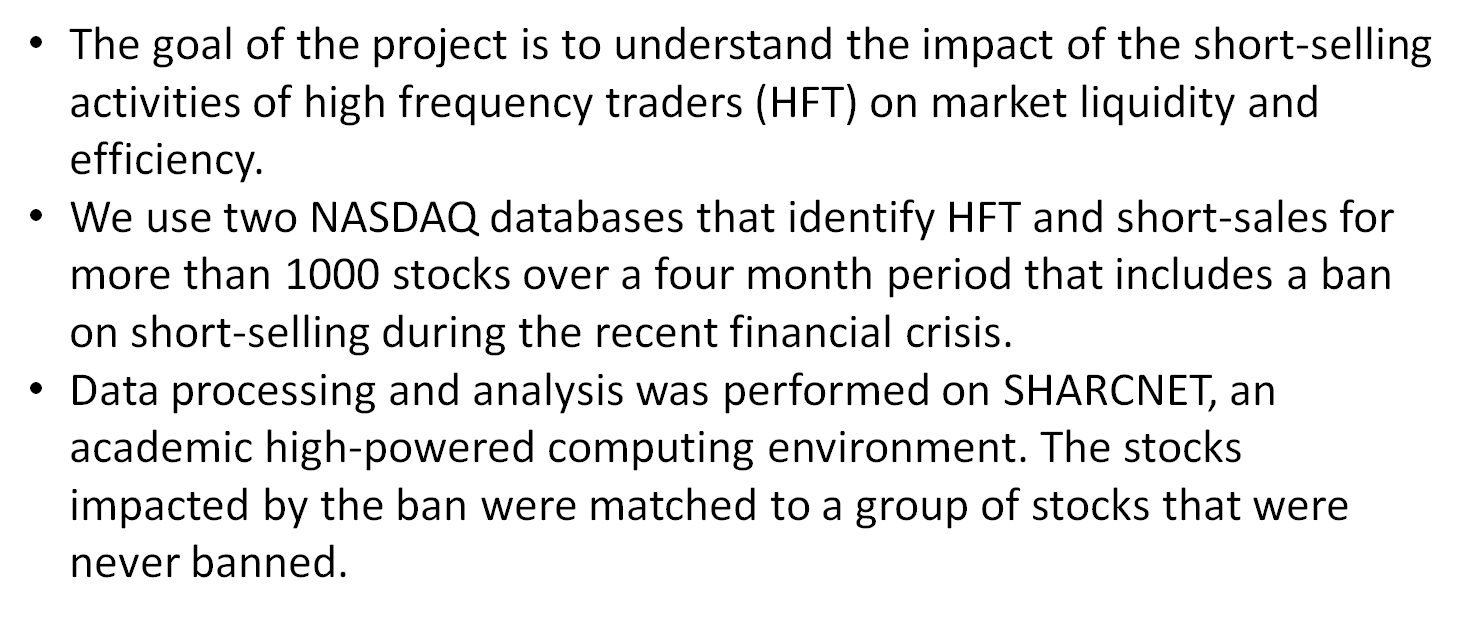 • The goal of the project is to understand the impact of the short-selling
activities of high frequency traders (HFT) on market liquidity and
efficiency.
• We use two NASDAQ databases that identify HFT and short-sales for
more than 1000 stocks over a four month period that includes a ban
on short-selling during the recent financial crisis.
• Data processing and analysis was performed on SHARCNET, an
academic high-powered computing environment. The stocks
impacted by the ban were matched to a group of stocks that were
never banned.